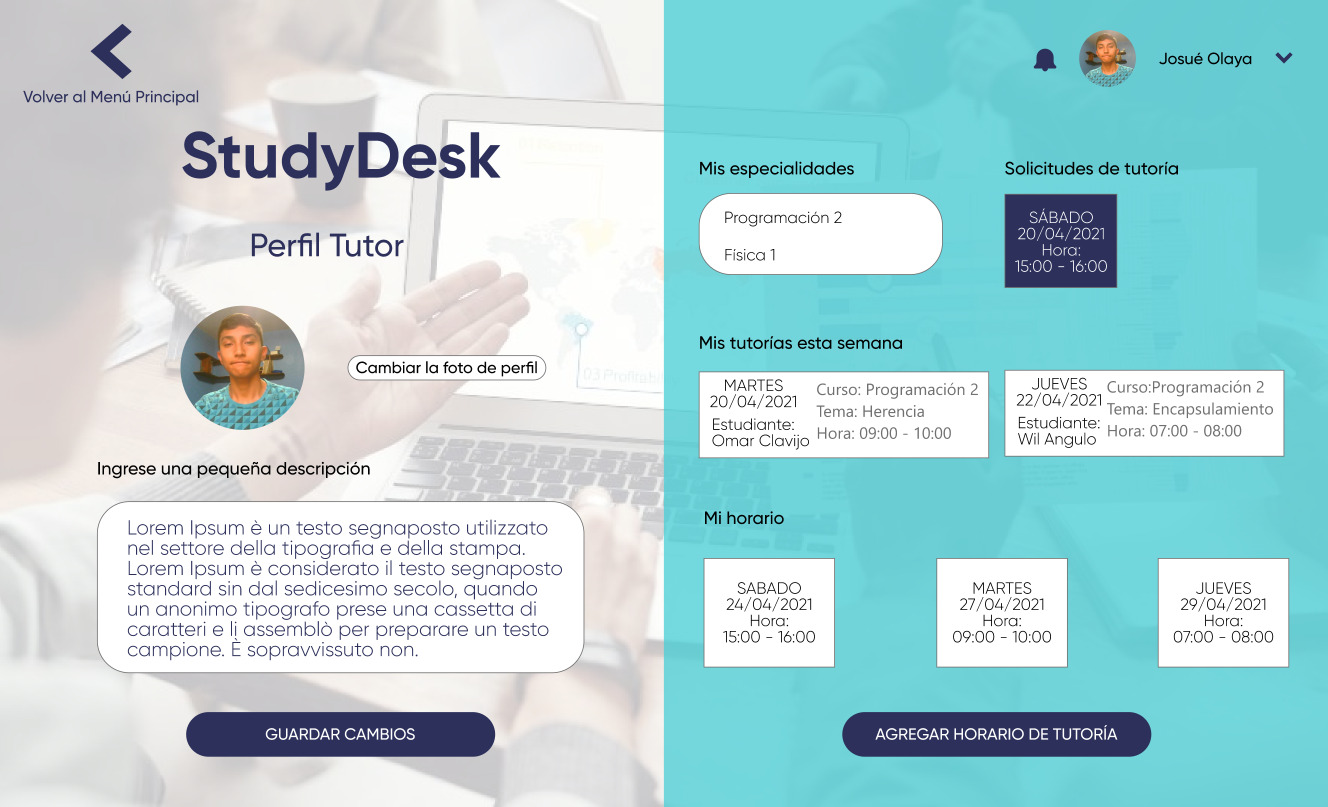 Volver al Menú Principal
StudyDesk
Perfil Tutor
Cambiar la foto de perfil
Ingrese una pequeña descripción
Lorem Ipsum è un testo segnaposto utilizzato
nel settore della tipografia e della stampa.
Lorem Ipsum è considerato il testo segnaposto
standard sin dal sedicesimo secolo, quando
un anonimo tipografo prese una cassetta di
caratteri e li assemblò per preparare un testo
campione. È sopravvissuto non.
GUARDAR CAMBIOS
Josué Olaya
Mis especialidades
Programación 2
Física 1
Solicitudes de tutoría
SÁBADO
20/04/2021
Hora:
15:00 - 16:00
Mis tutorías esta semana
MARTES
20/04/2021
Estudiante:
Omar Clavijo
Curso: Programación 2
Tema: Herencia
Hora: 09:00 - 10:00
JUEVES
22/04/2021
Estudiante:
Wil Angulo
Curso:Programación 2
Tema: Encapsulamiento
Hora: 07:00 - 08:00
Mi horario
SABADO
24/04/2021
Hora:
15:00 - 16:00
MARTES
27/04/2021
Hora:
09:00 - 10:00
JUEVES
29/04/2021
Hora:
07:00 - 08:00
AGREGAR HORARIO DE TUTORÍA